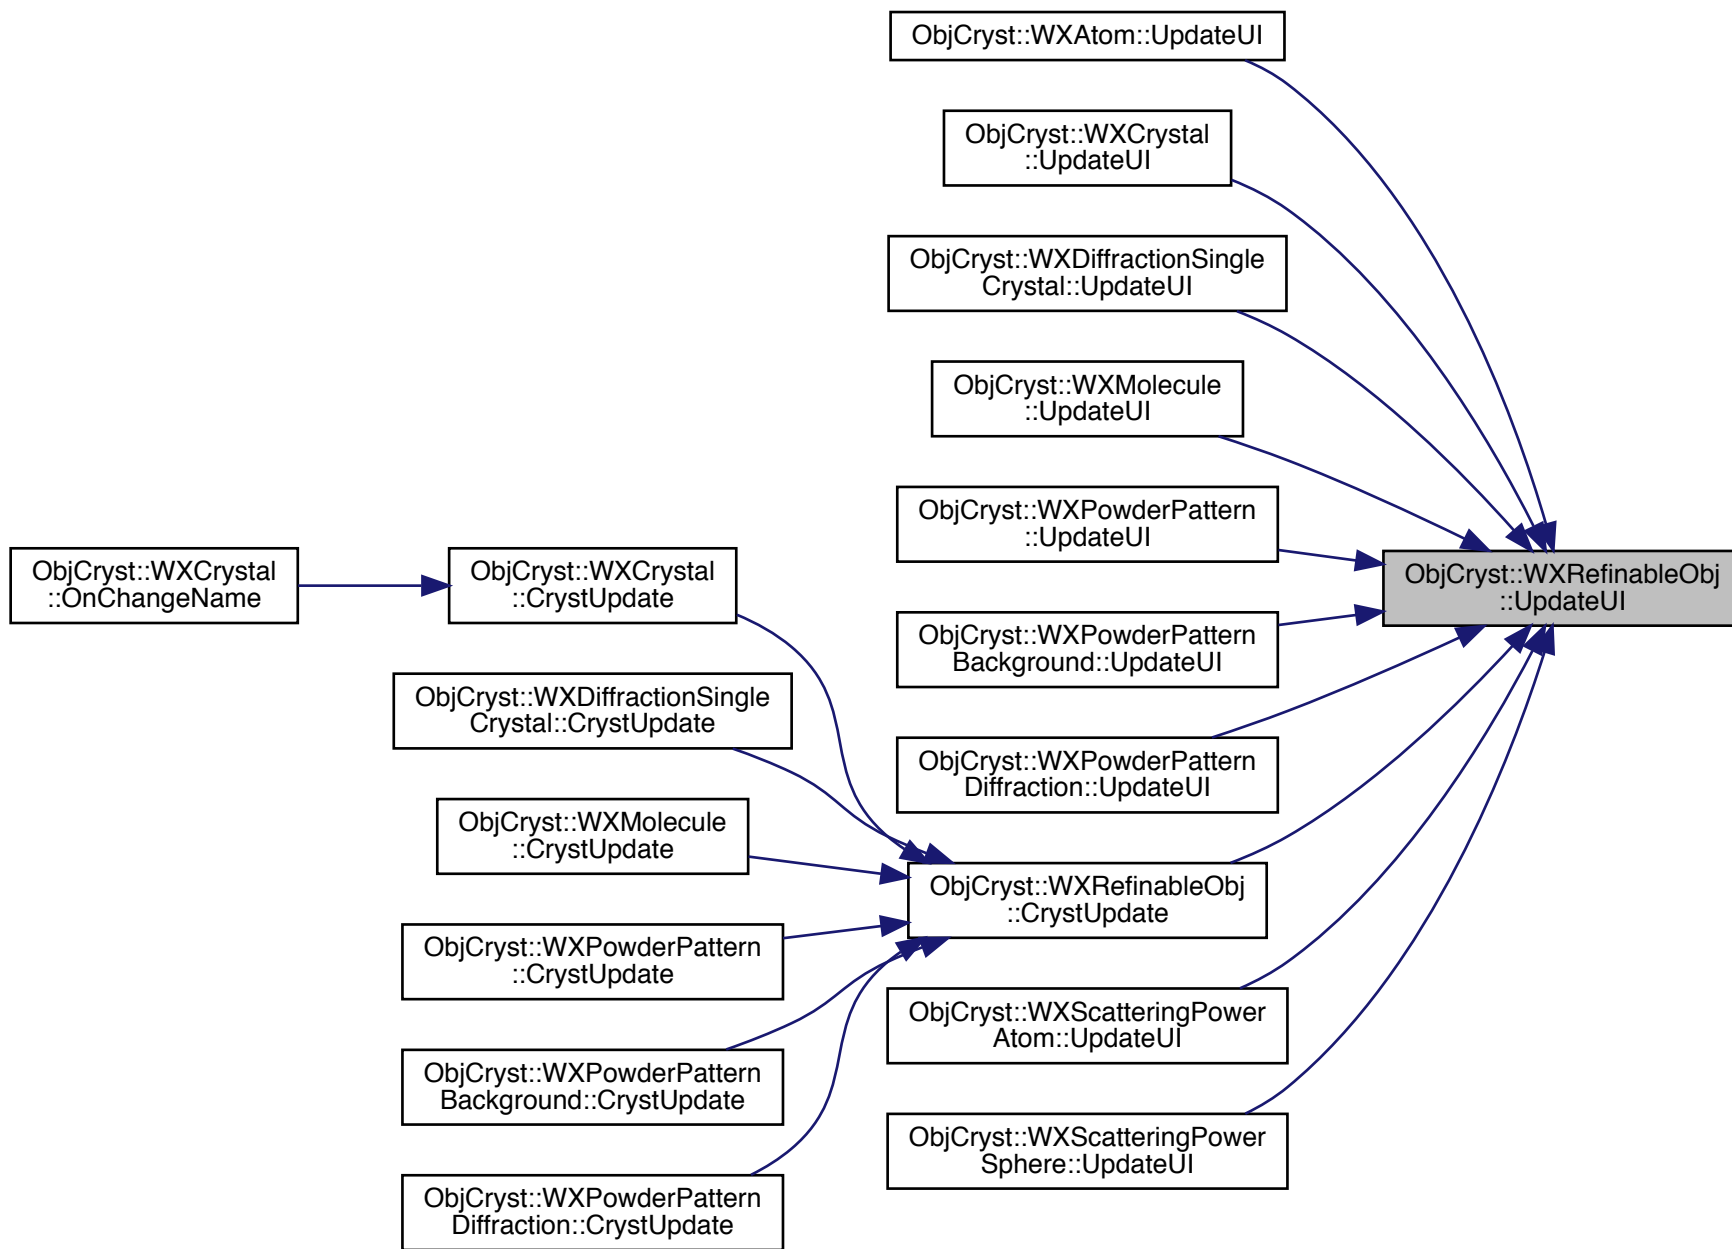 ObjCryst::WXAtom::UpdateUI
ObjCryst::WXCrystal
::UpdateUI
ObjCryst::WXDiffractionSingle
Crystal::UpdateUI
ObjCryst::WXMolecule
::UpdateUI
ObjCryst::WXPowderPattern
::UpdateUI
ObjCryst::WXRefinableObj
::UpdateUI
ObjCryst::WXCrystal
::OnChangeName
ObjCryst::WXCrystal
::CrystUpdate
ObjCryst::WXPowderPattern
Background::UpdateUI
ObjCryst::WXDiffractionSingle
Crystal::CrystUpdate
ObjCryst::WXPowderPattern
Diffraction::UpdateUI
ObjCryst::WXMolecule
::CrystUpdate
ObjCryst::WXRefinableObj
::CrystUpdate
ObjCryst::WXPowderPattern
::CrystUpdate
ObjCryst::WXScatteringPower
Atom::UpdateUI
ObjCryst::WXPowderPattern
Background::CrystUpdate
ObjCryst::WXScatteringPower
Sphere::UpdateUI
ObjCryst::WXPowderPattern
Diffraction::CrystUpdate